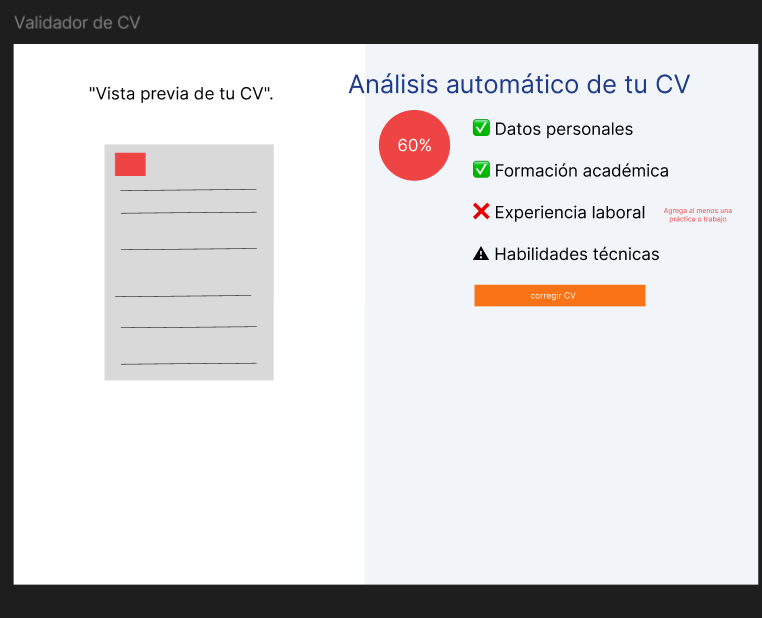 Validador de CV
"Vista previa de tu CV".
Análisis automático de tu CV
60%
✅ Datos personales
✅ Formación académica
❌ Experiencia laboral
Agrega al menos una
práctica o trabajo
⚠ Habilidades técnicas
corregir CV